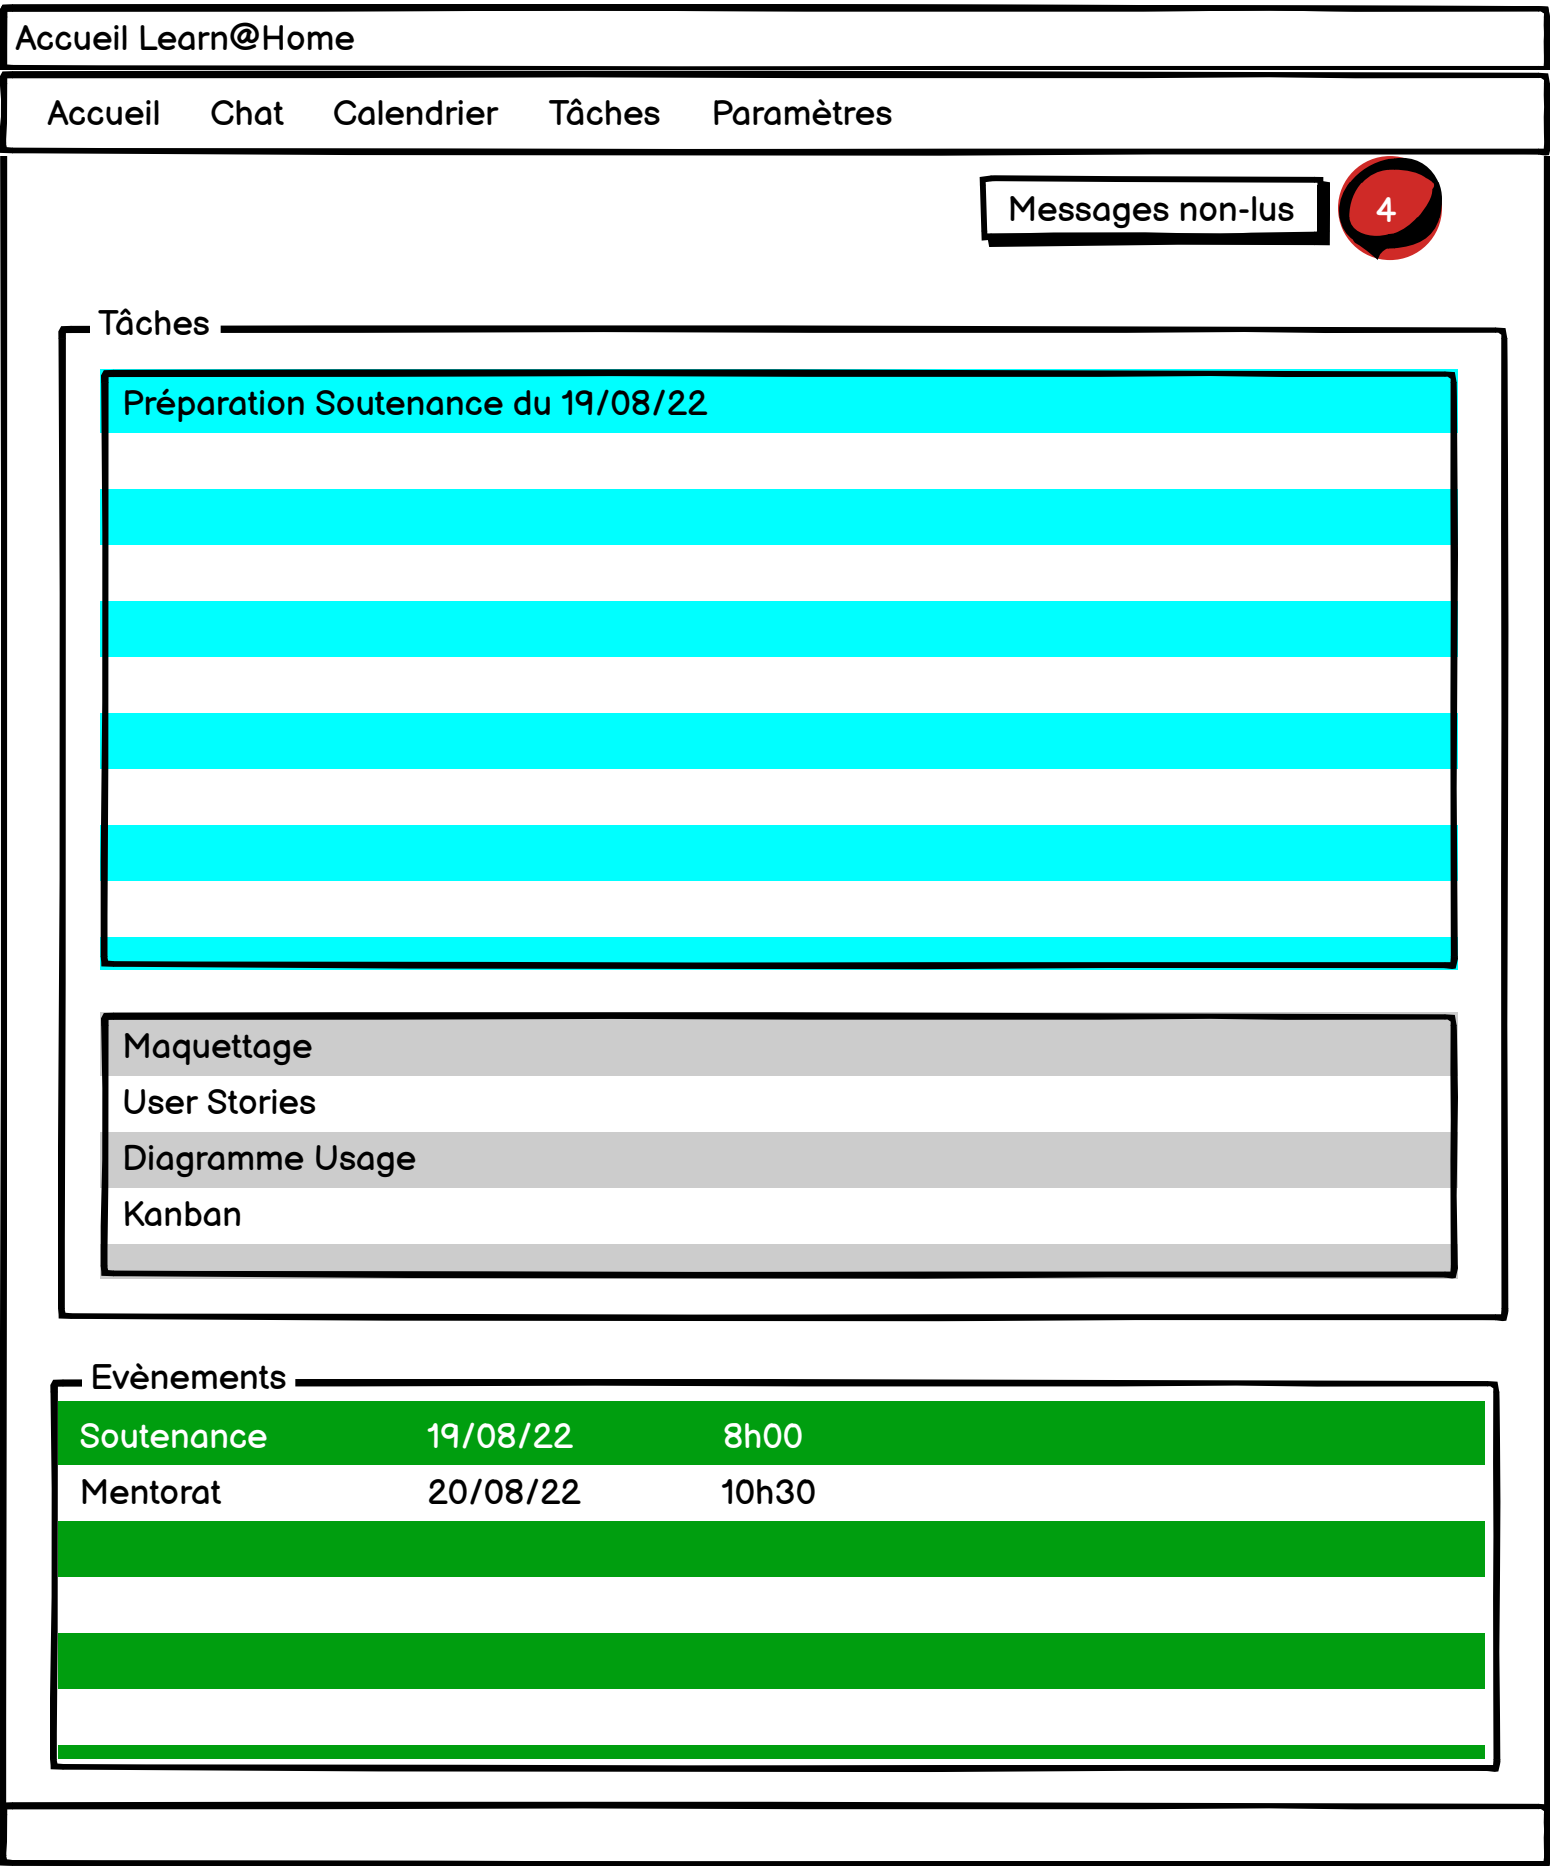 Accueil Learn@Home
Accueil Chat Calendrier Tâches Paramètres
Messages non-lus 4
Tâches
Préparation Soutenance du 19/08/22
Maquettage
User Stories
Diagramme Usage
Kanban
Evènements
Soutenance 19/08/22 8h00
Mentorat 20/08/22 10h30